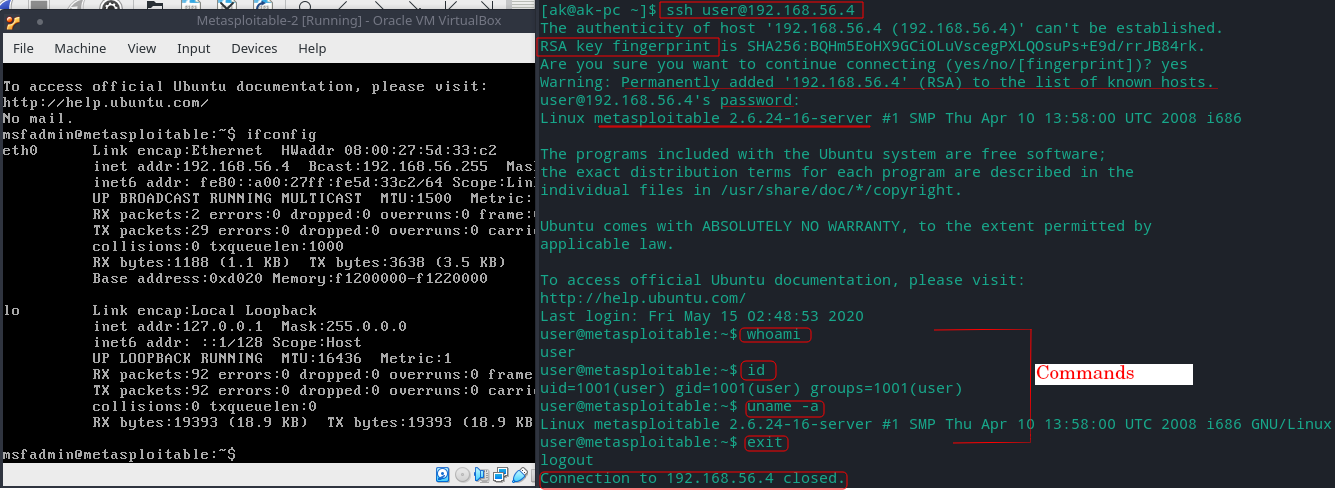 Metasploitable-2 [Running] - Oracle VM VirtualBox
File Machine View Input Devices Help
To access official Ubuntu documentation, please visit:
http://help.ubuntu.com/
No mail.
msfadmin@metasploitable:~$ ifconfig
eth0 Link encap:Ethernet HWaddr 08:00:27:5d:33:c2
inet addr:192.168.56.4 Bcast:192.168.56.255 Mas
inet6 addr: fe80::a00:27ff:fe5d:33c2/64 Scope:Lin
UP BROADCAST RUNNING MULTICAST MTU:1500 Metric:
RX packets:2 errors:0 dropped:0 overruns:0 frame:
TX packets:29 errors:0 dropped:0 overruns:0 carri
collisions:0 txqueuelen:1000
RX bytes:1188 (1.1 KB) TX bytes:3638 (3.5 KB)
Base address:0xd020 Memory:f1200000-f1220000
lo Link encap:Local Loopback
inet addr:127.0.0.1 Mask:255.0.0.0
inet6 addr: ::1/128 Scope:Host
UP LOOPBACK RUNNING MTU:16436 Metric:1
RX packets:92 errors:0 dropped:0 overruns:0 frame
TX packets:92 errors:0 dropped:0 overruns:0 carri
collisions:0 txqueuelen:0
RX bytes:19393 (18.9 KB) TX bytes:19393 (18.9 KB
msfadmin@metasploitable:~$
[ak@ak-pc ~]$ ssh user@192.168.56.4
The authenticity of host '192.168.56.4 (192.168.56.4)' can't be established.
RSA key fingerprint is SHA256:BQHm5EoHX9GCiOLuVscegPXLQOsuPs+E9d/rrJB84rk.
Are you sure you want to continue connecting (yes/no/[fingerprint])? yes
Warning: Permanently added '192.168.56.4' (RSA) to the list of known hosts.
user@192.168.56.4's password:
Linux metasploitable 2.6.24-16-server #1 SMP Thu Apr 10 13:58:00 UTC 2008 i686
The programs included with the Ubuntu system are free software;
the exact distribution terms for each program are described in the
individual files in /usr/share/doc/*/copyright.
Ubuntu comes with ABSOLUTELY NO WARRANTY, to the extent permitted by
applicable law.
To access official Ubuntu documentation, please visit:
http://help.ubuntu.com/
Last login: Fri May 15 02:48:53 2020
user@metasploitable:~$ whoami
user
user@metasploitable:~$ id
uid=1001(user) gid=1001(user) groups=1001(user)
user@metasploitable:~$ uname -a
Linux metasploitable 2.6.24-16-server #1 SMP Thu Apr 10 13:58:00 UTC 2008 i686 GNU/Linux
user@metasploitable:~$ exit
logout
Connection to 192.168.56.4 closed.
Commands